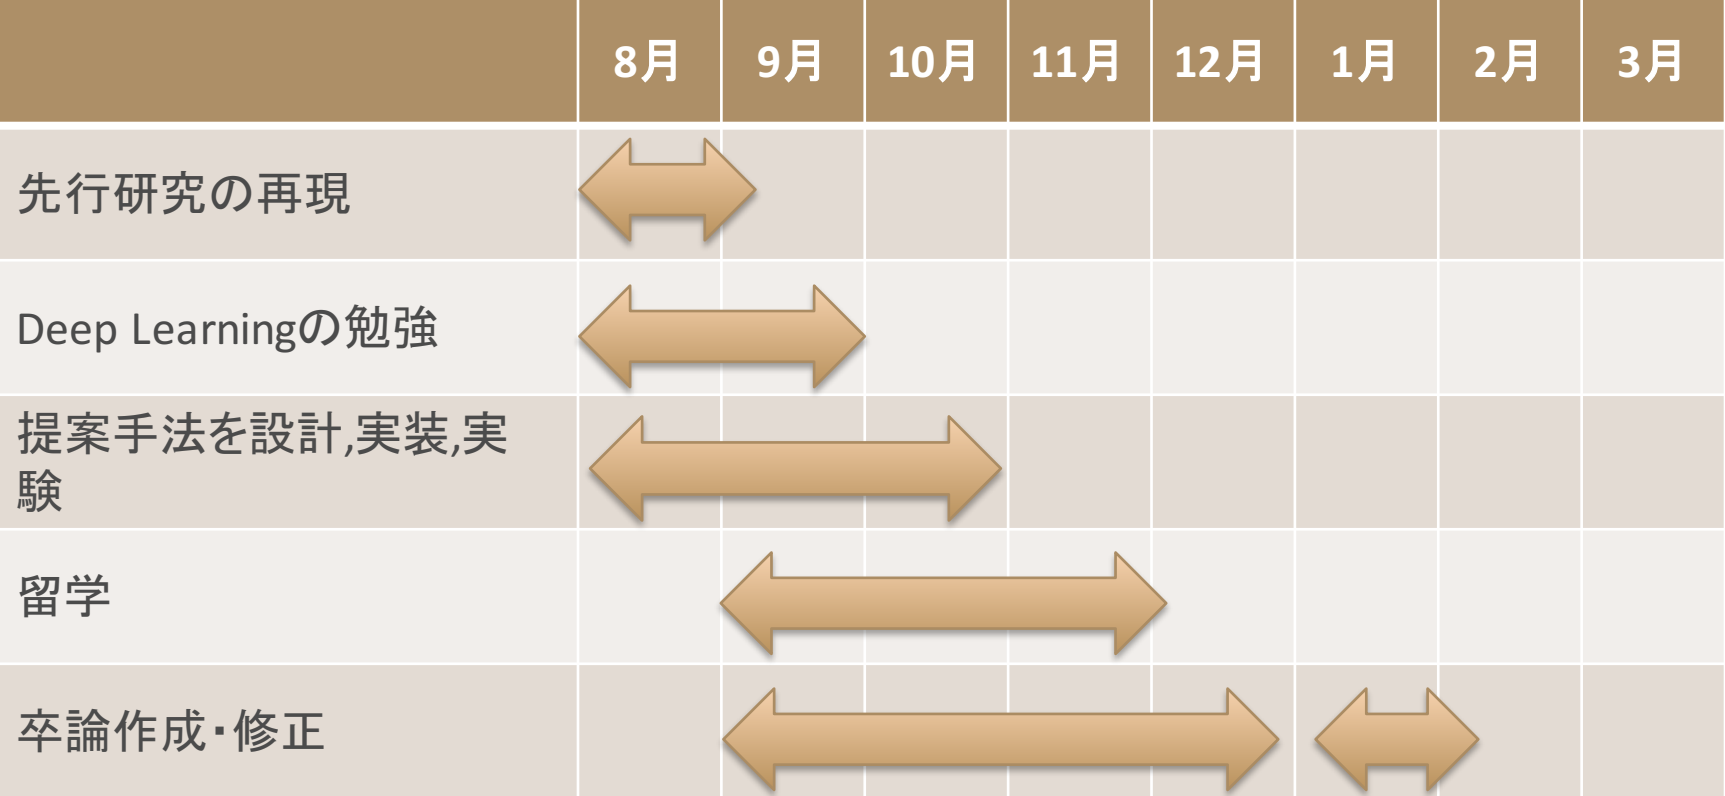 8月 9月 10月 11月 12月 1月 2月 3月
先行研究の再現
Deep Learningの勉強
提案手法を設計,実装,実
験
留学
卒論作成・修正